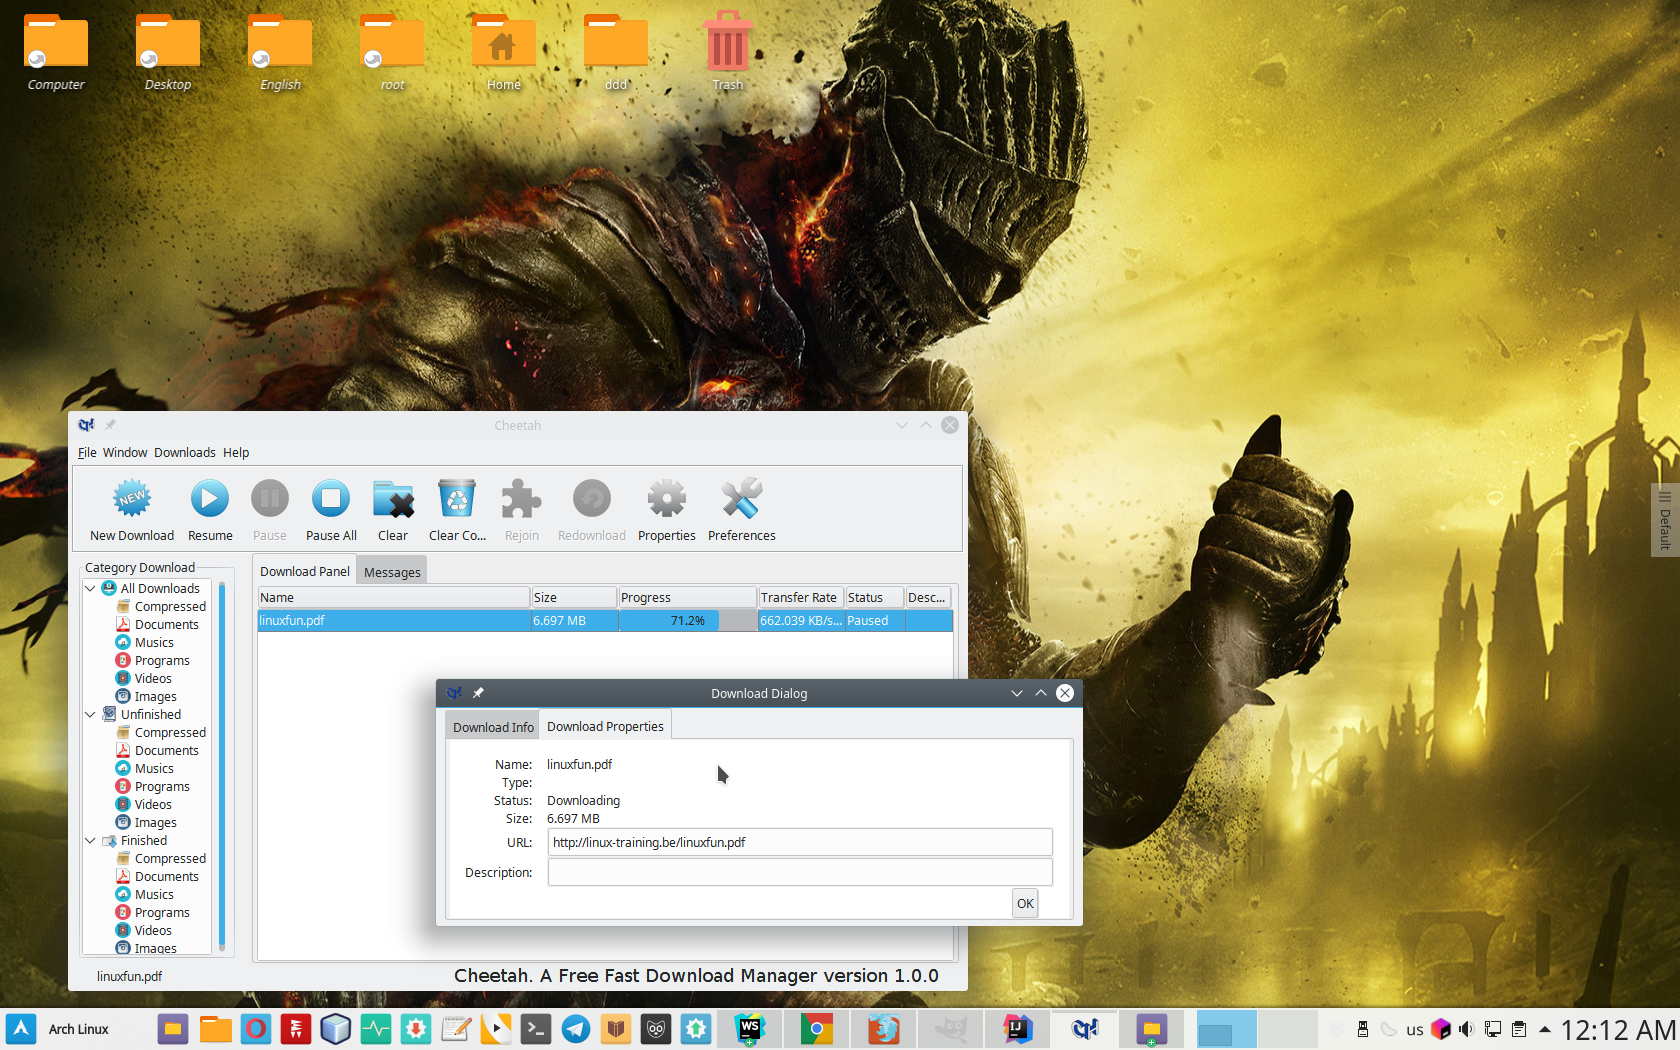 Computer
Desktop
English
root
Home
ddd
Trash
Default
Cheetah
File Window Downloads Help
NEW
New Download
Resume
Pause
Pause All
Clear
Clear Co...
Rejoin
Redownload
Properties
Preferences
Category Download
All Downloads
Compressed
Documents
Musics
Programs
Videos
Images
Unfinished
Compressed
Documents
Musics
Programs
Videos
Images
Finished
Compressed
Documents
Musics
Programs
Videos
Images
linuxfun.pdf
Download Panel Messages
Name Size Progress Transfer Rate Status Desc...
linuxfun.pdf 6.697 MB 71.2% 662.039 KB/s... Paused
Download Dialog
Download Info Download Properties
Name: linuxfun.pdf
Type:
Status: Downloading
Size: 6.697 MB
URL: http://linux-training.be/linuxfun.pdf
Description:
OK
Cheetah. A Free Fast Download Manager version 1.0.0
Arch Linux
WS
IJ
us
12:12 AM